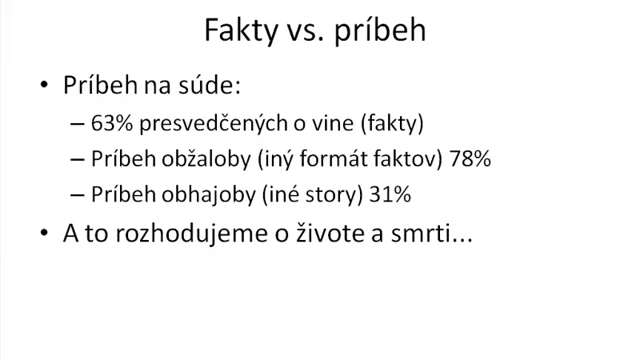 Fakty vs. príbeh
• Príbeh na súde:
– 63% presvedčených o vine (fakty)
– Príbeh obžaloby (iný formát faktov) 78%
– Príbeh obhajoby (iné story) 31%
• A to rozhodujeme o živote a smrti...